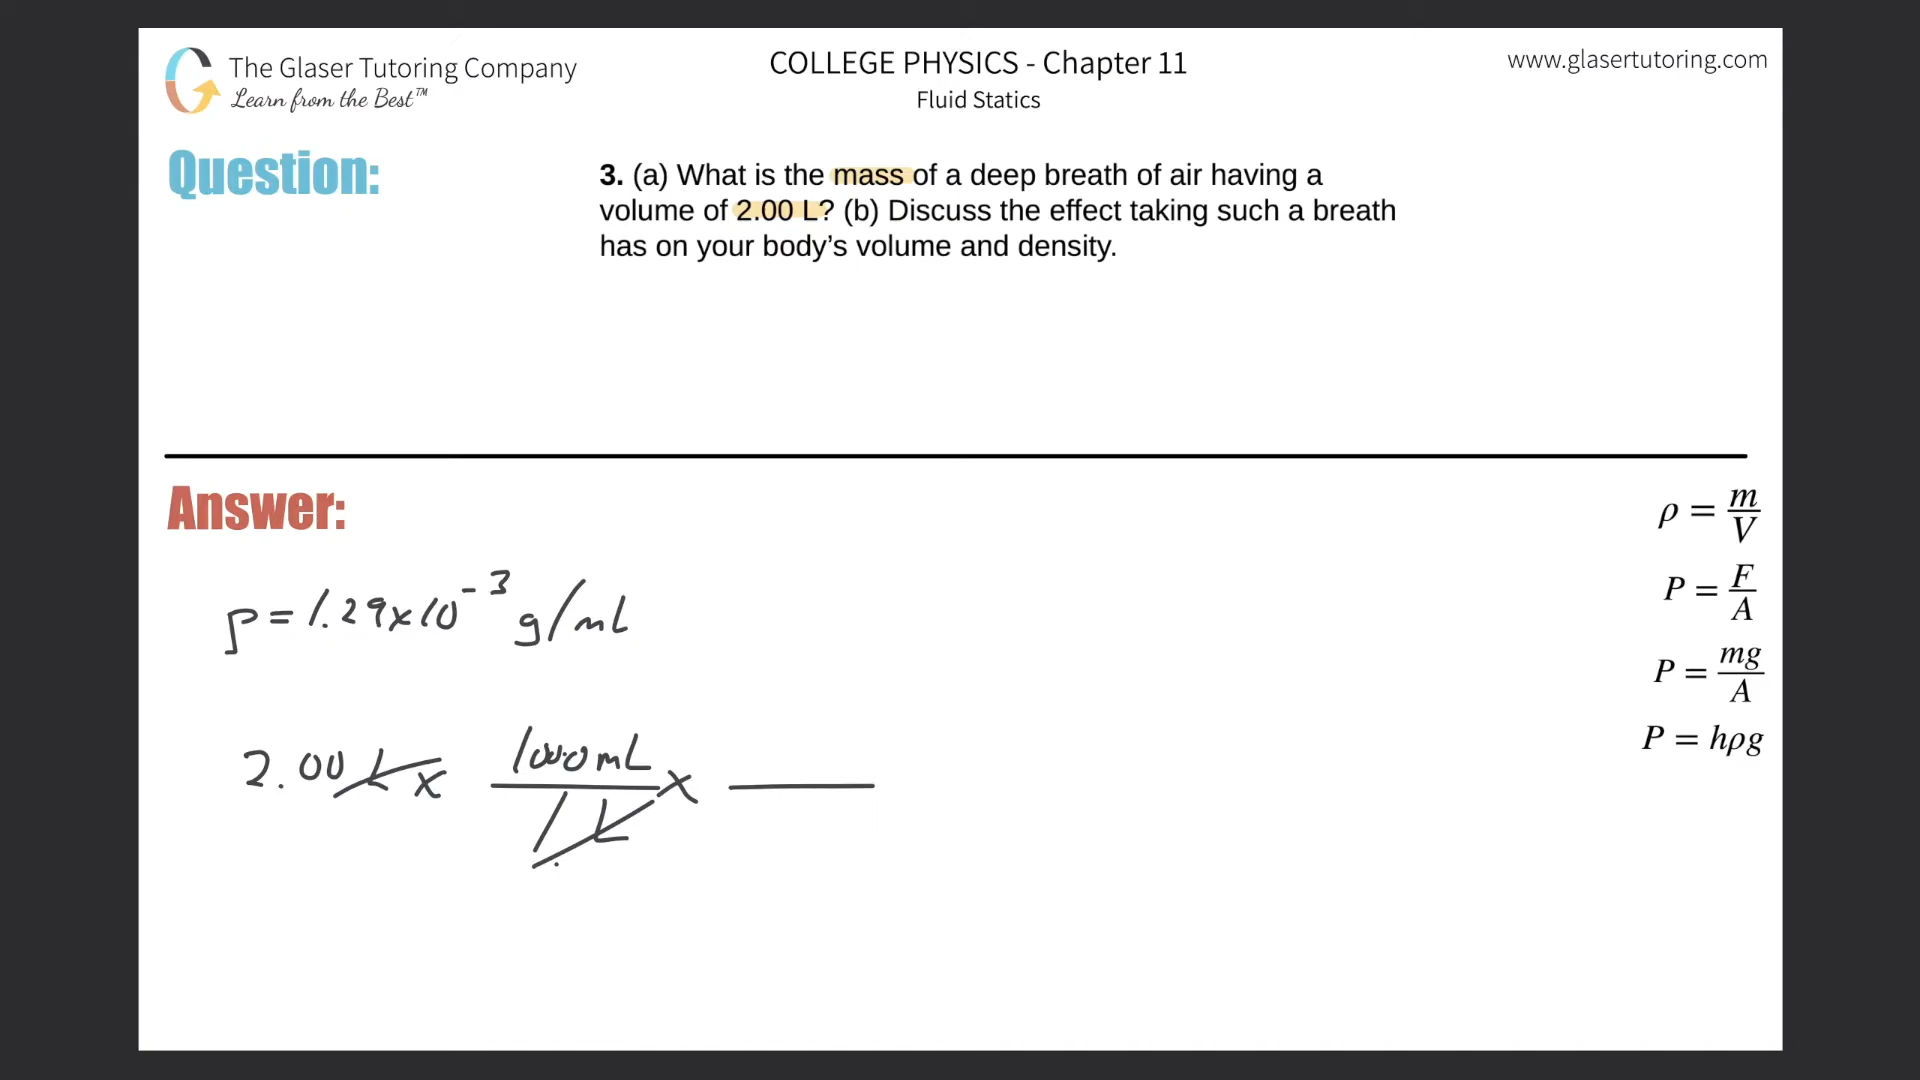 The Glaser Tutoring Company
Learn from the Best™
COLLEGE PHYSICS - Chapter 11
Fluid Statics
www.glasertutoring.com
Question:
3. (a) What is the mass of a deep breath of air having a
volume of 2.00 L? (b) Discuss the effect taking such a breath
has on your body’s volume and density.
Answer:
ρ = m/V
P = F/A
P = mg/A
P = hρg
ρ = 1.29 x 10^-3 g/mL
2.00 L x 1000 mL / 1 L x